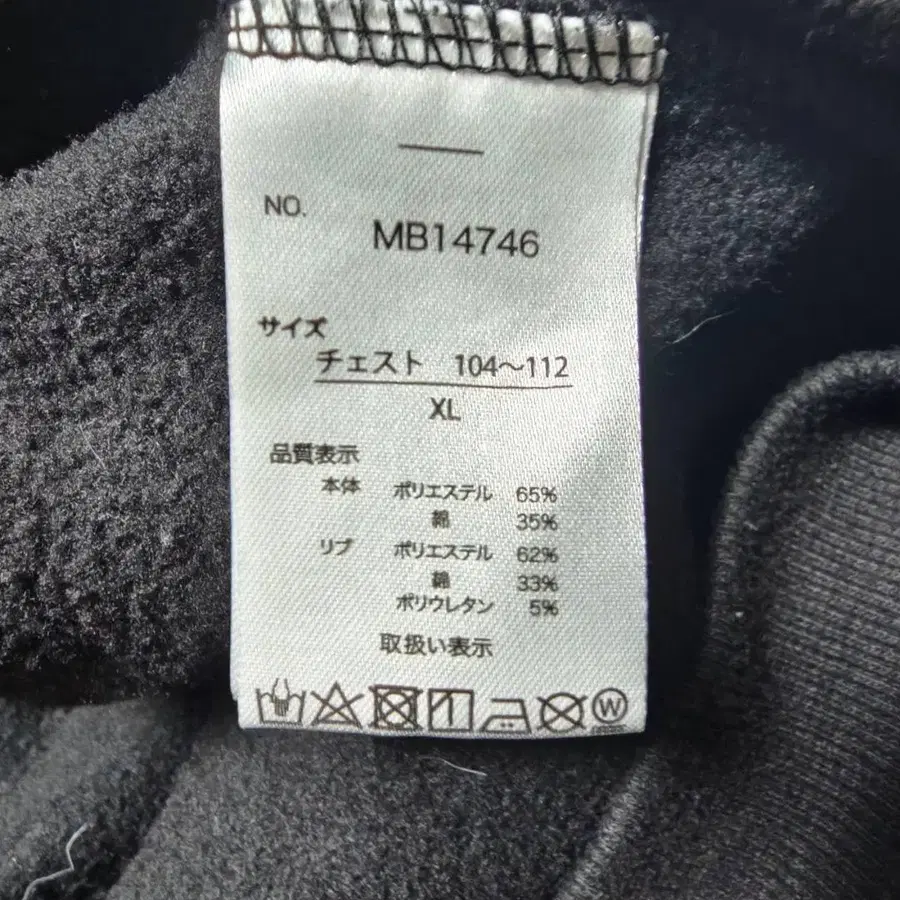 NO.
MB14746
サイズ
チェスト 104〜112
XL
品質表示
本体 ポリエステル 65%
綿 35%
リブ ポリエステル 62%
綿 33%
ポリウレタン 5%
取扱い表示
W